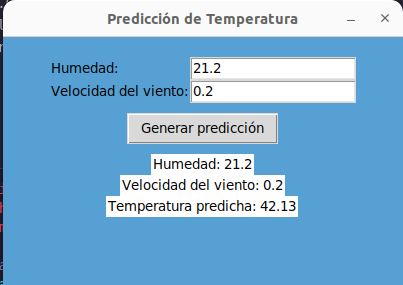 Predicción de Temperatura
Humedad: 21.2
Velocidad del viento: 0.2
Generar predicción
Humedad: 21.2
Velocidad del viento: 0.2
Temperatura predicha: 42.13